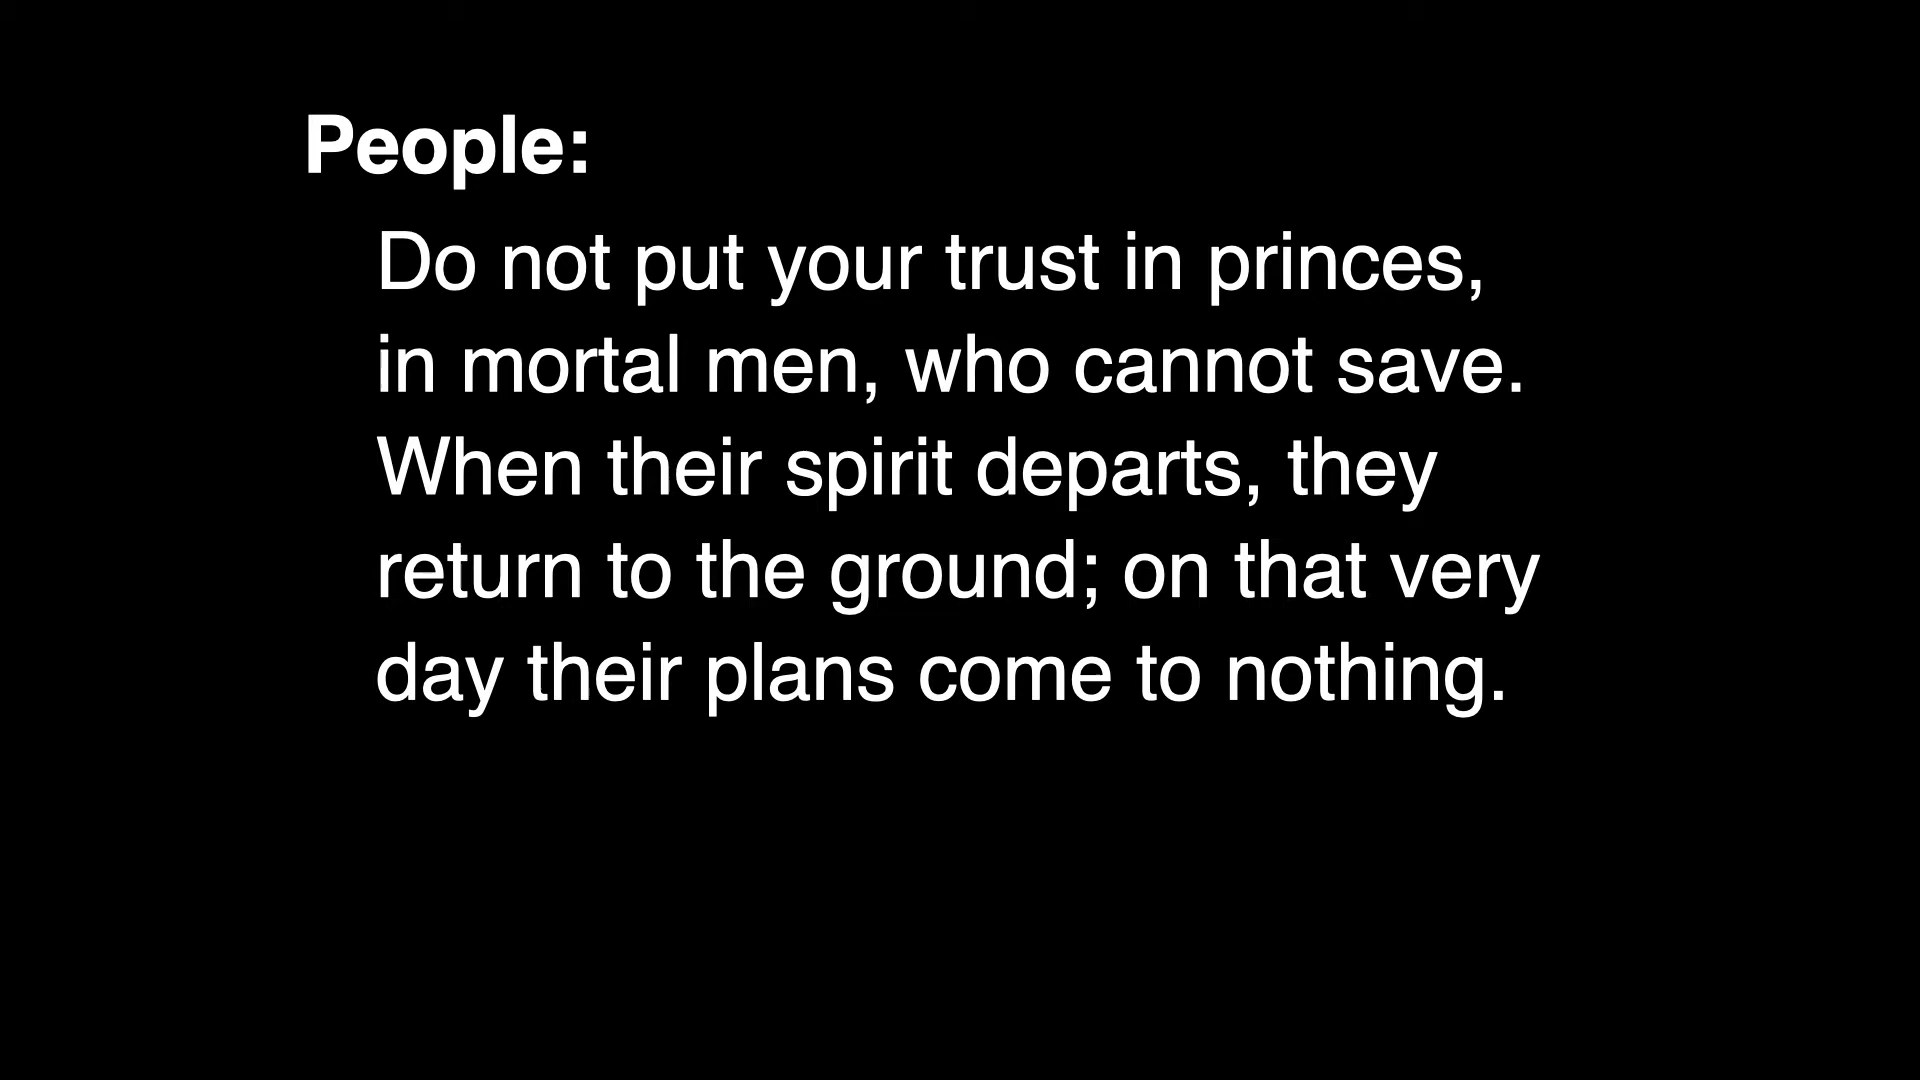 People:
Do not put your trust in princes,
in mortal men, who cannot save.
When their spirit departs, they
return to the ground; on that very
day their plans come to nothing.